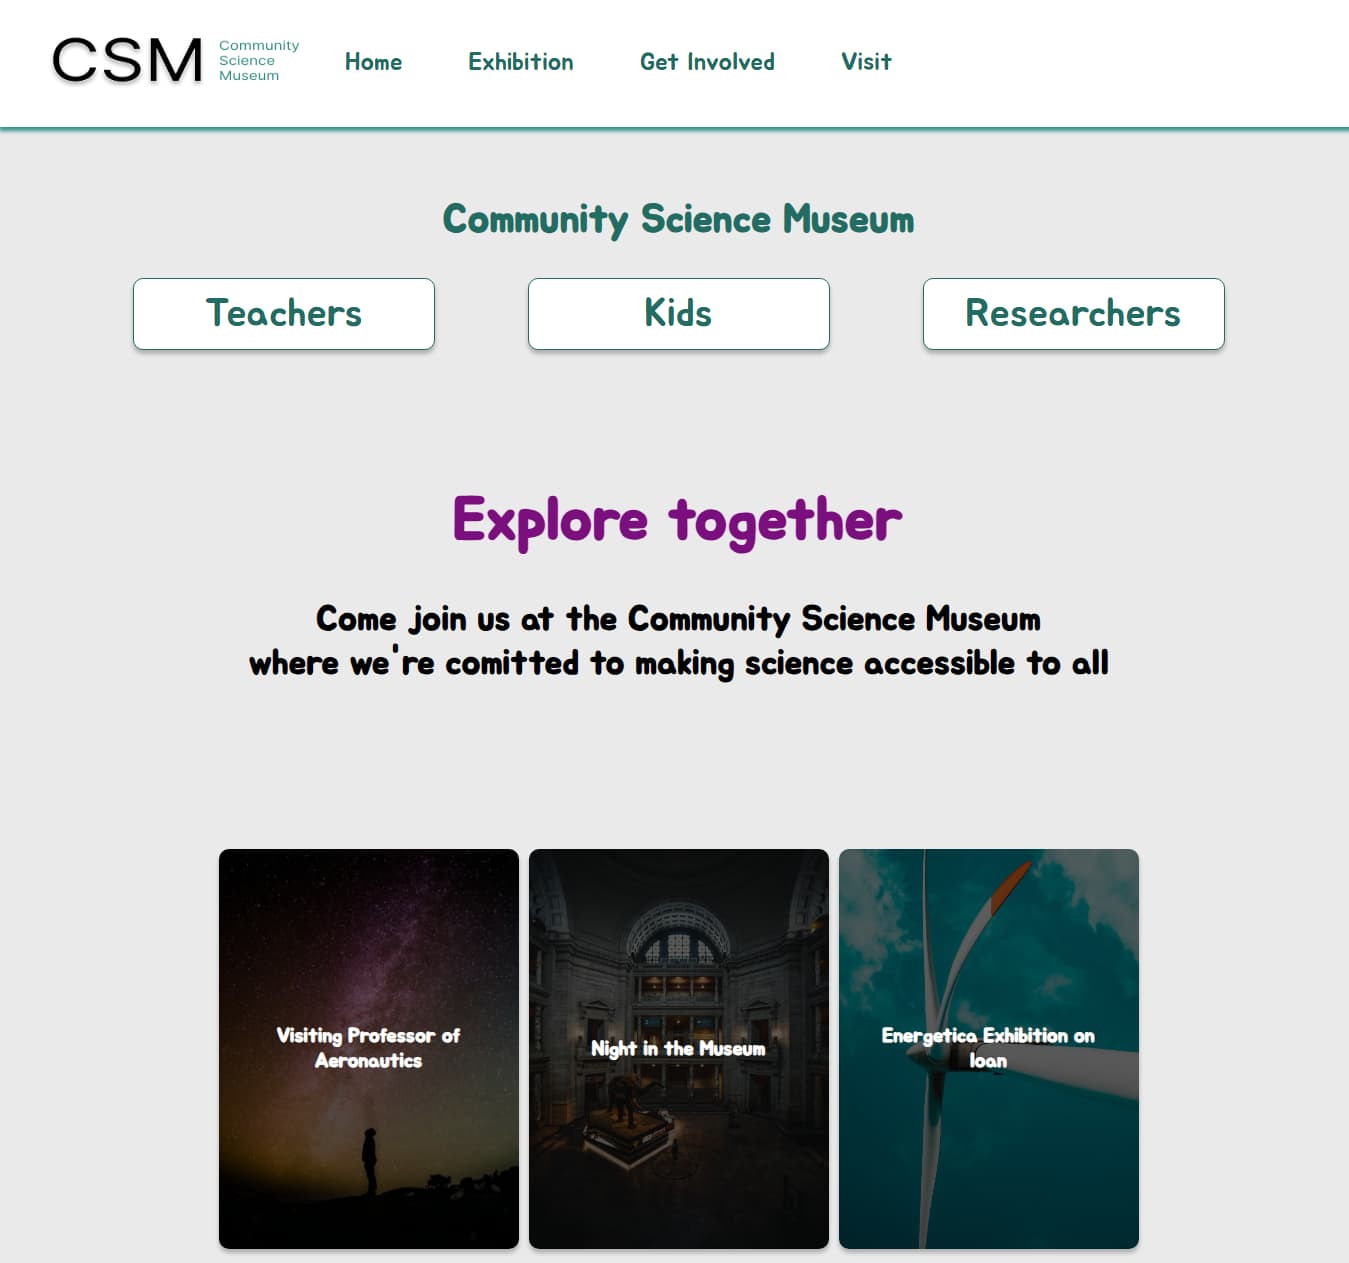 CSM
Community
Science
Museum
Home
Exhibition
Get Involved
Visit
Community Science Museum
Teachers
Kids
Researchers
Explore together
Come join us at the Community Science Museum
where we're comitted to making science accessible to all
Visiting Professor of
Aeronautics
Night in the Museum
Energetica Exhibition on
loan